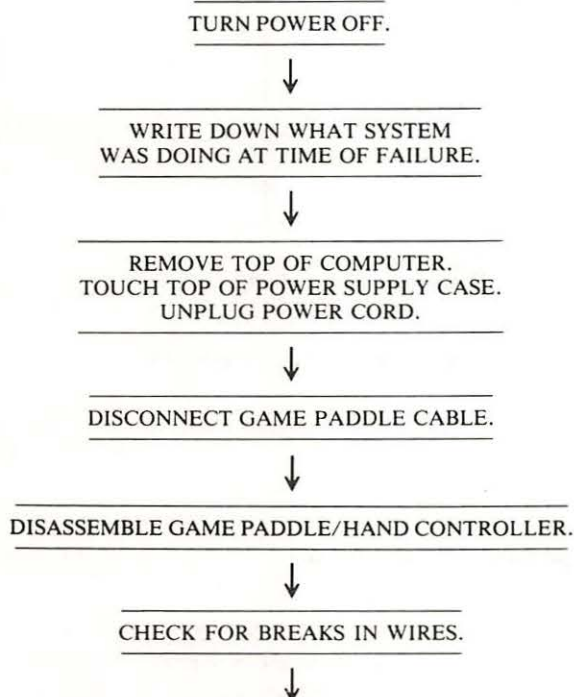 TURN POWER OFF.
WRITE DOWN WHAT SYSTEM
WAS DOING AT TIME OF FAILURE.
REMOVE TOP OF COMPUTER.
TOUCH TOP OF POWER SUPPLY CASE.
UNPLUG POWER CORD.
DISCONNECT GAME PADDLE CABLE.
DISASSEMBLE GAME PADDLE/HAND CONTROLLER.
CHECK FOR BREAKS IN WIRES.